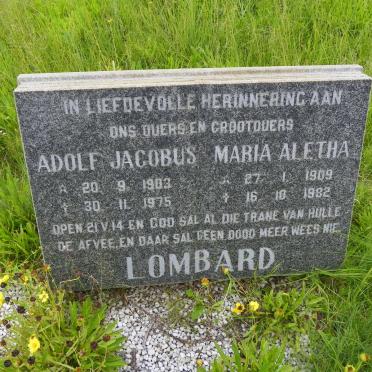 IN LIEFDEVOLLE HERINNERING AAN
ONS OUERS EN GROOTOUERS
ADOLF JACOBUS MARIA ALETHA
☆ 20. 9. 1903 ☆ 27. 1. 1909
† 30. 11. 1975 † 16. 10. 1982
OPEN 21 V. 14 EN GOD SAL AL DIE TRANE VAN HULLE
OE AFVEE, EN DAAR SAL GEEN DOOD MEER WEES NIE.
LOMBARD